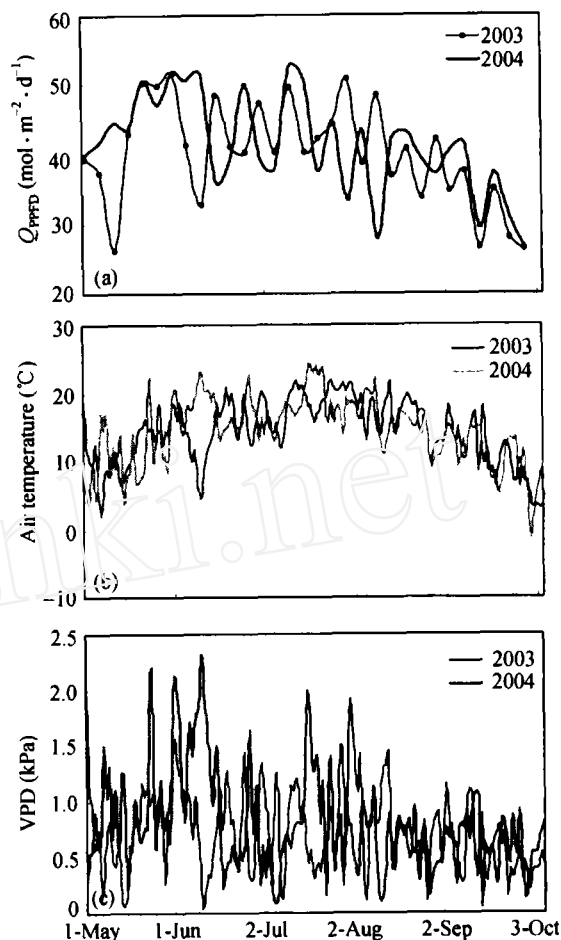 60
50
40
30
20
Q_PPFD (mol · m⁻² · d⁻¹)
2003
2004
(a)
30
20
10
0
−10
Air temperature (℃)
2003
2004
(b)
2.5
2.0
1.5
1.0
0.5
0
VPD (kPa)
2003
2004
(c)
1-May 1-Jun 2-Jul 2-Aug 2-Sep 3-Oct
nki.net